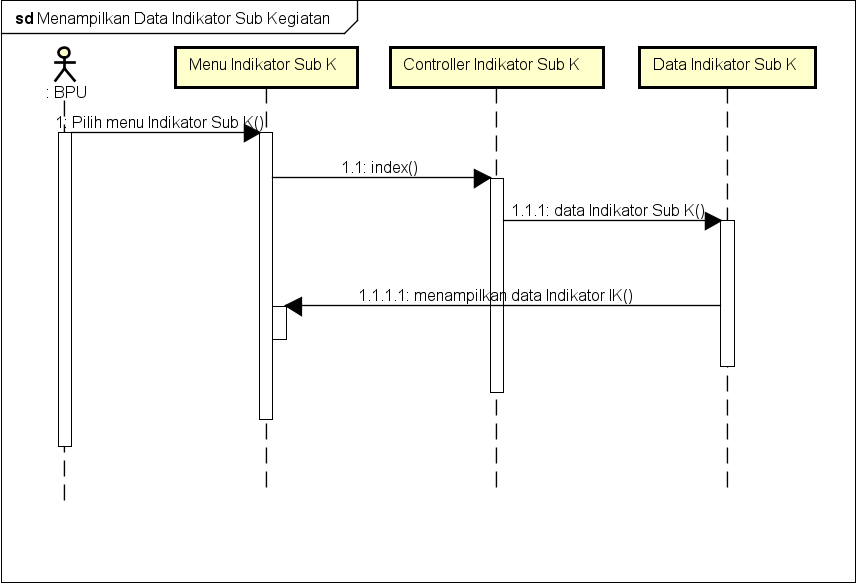 sd Menampilkan Data Indikator Sub Kegiatan
: BPU
Menu Indikator Sub K
Controller Indikator Sub K
Data Indikator Sub K
1: Pilih menu Indikator Sub K()
1.1: index()
1.1.1: data Indikator Sub K()
1.1.1.1: menampilkan data Indikator IK()